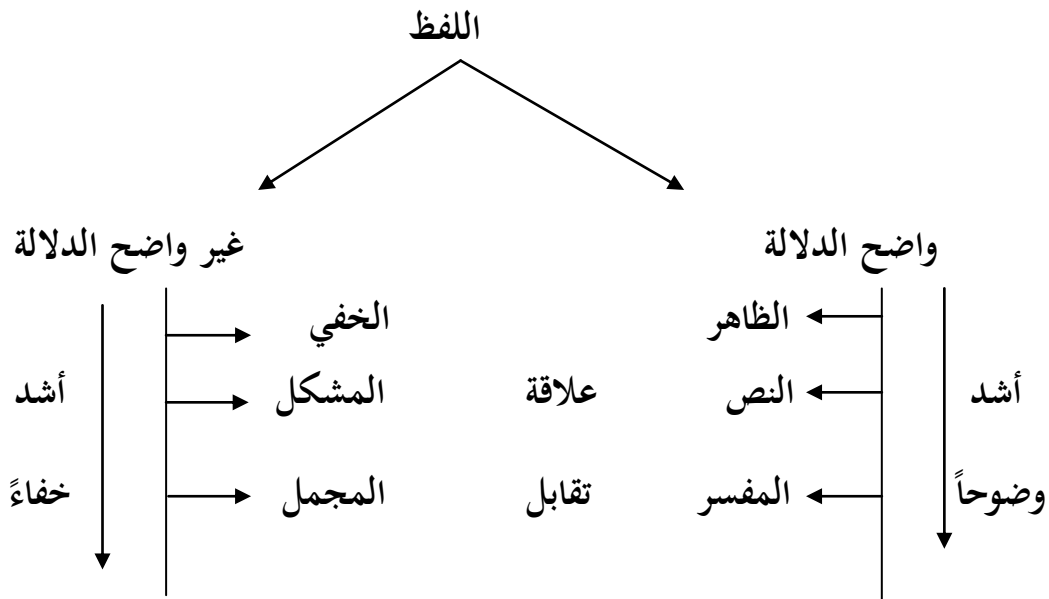 اللفظ
واضح الدلالة
غير واضح الدلالة
الظاهر
الخفي
أشد
النص
علاقة
المشكل
أشد
وضوحاً
المفسر
تقابل
المجمل
خفاءً